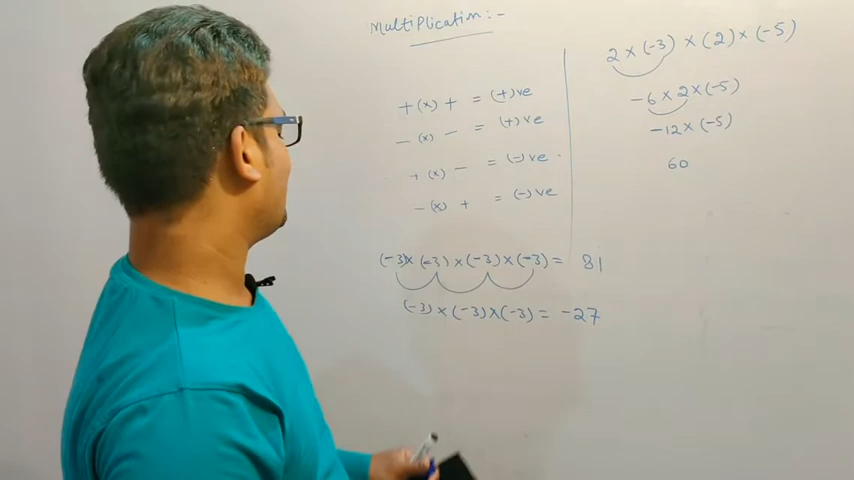 Multiplication :-
+ (x) + = (+) ve
- (x) - = (+) ve
+ (x) - = (-) ve
- (x) + = (-) ve
(-3)x (-3) x (-3) x (-3) = 81
(-3) x (-3) x (-3) = -27
2 x (-3) x (2) x (-5)
-6 x 2 x (-5)
-12 x (-5)
60